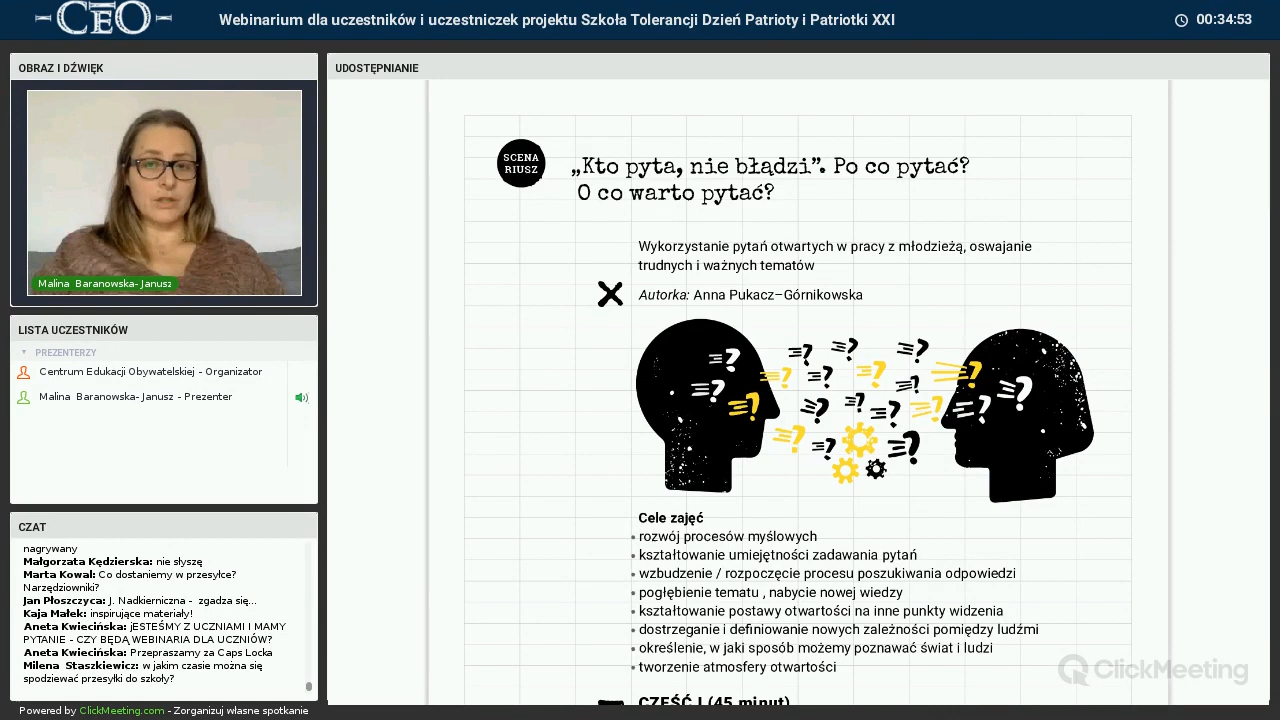 CEO
Webinarium dla uczestników i uczestniczek projektu Szkoła Tolerancji Dzień Patrioty i Patriotki XXI
00:34:53
OBRAZ I DŹWIĘK
Malina Baranowska-Janusz
LISTA UCZESTNIKÓW
PREZENTERZY
Centrum Edukacji Obywatelskiej - Organizator
Malina Baranowska-Janusz - Prezenter
CZAT
nagrywany
Małgorzata Kędzierska: nie słyszę
Marta Kowal: Co dostaniemy w przesyłce?
Narzędziowniki?
Jan Płoszczyca: J. Nadkierniczna - zgadza się...
Kaja Małek: inspirujące materiały!
Aneta Kwiecińska: jESTEŚMY Z UCZNIAMI I MAMY
PYTANIE - CZY BĘDĄ WEBINARIA DLA UCZNIÓW?
Aneta Kwiecińska: Przepraszamy za Caps Locka
Milena Staszkiewicz: w jakim czasie można się
spodziewać przesyłki do szkoły?
Powered by ClickMeeting.com - Zorganizuj własne spotkanie
UDOSTĘPNIANIE
SCENA
RIUSZ
„Kto pyta, nie błądzi”. Po co pytać?
O co warto pytać?
Wykorzystanie pytań otwartych w pracy z młodzieżą, oswajanie
trudnych i ważnych tematów
Autorka: Anna Pukacz–Górnikowska
Cele zajęć
• rozwój procesów myślowych
• kształtowanie umiejętności zadawania pytań
• wzbudzenie / rozpoczęcie procesu poszukiwania odpowiedzi
• pogłębienie tematu , nabycie nowej wiedzy
• kształtowanie postawy otwartości na inne punkty widzenia
• dostrzeganie i definiowanie nowych zależności pomiędzy ludźmi
• określenie, w jaki sposób możemy poznawać świat i ludzi
• tworzenie atmosfery otwartości
CZĘŚĆ I (45 minut)
ClickMeeting